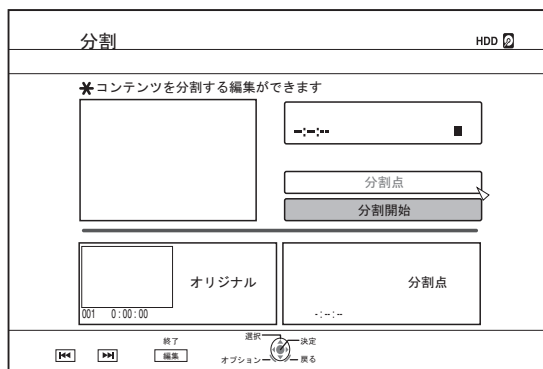 分割
HDD
コンテンツを分割する編集ができます
-:--:--
分割点
分割開始
オリジナル
001 0:00:00
分割点
-:--:--
終了
編集
選択
決定
オプション
戻る